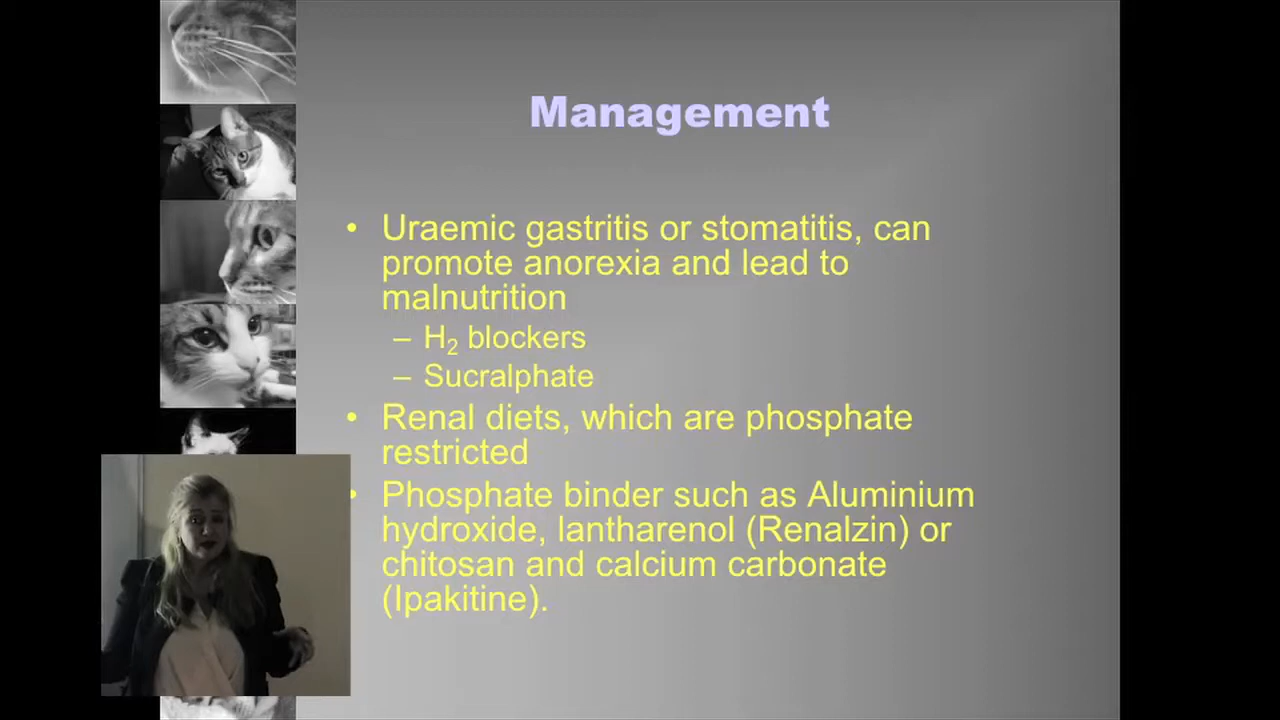 Management
• Uraemic gastritis or stomatitis, can
promote anorexia and lead to
malnutrition
– H₂ blockers
– Sucralphate
• Renal diets, which are phosphate
restricted
• Phosphate binder such as Aluminium
hydroxide, lantharenol (Renalzin) or
chitosan and calcium carbonate
(Ipakitine).